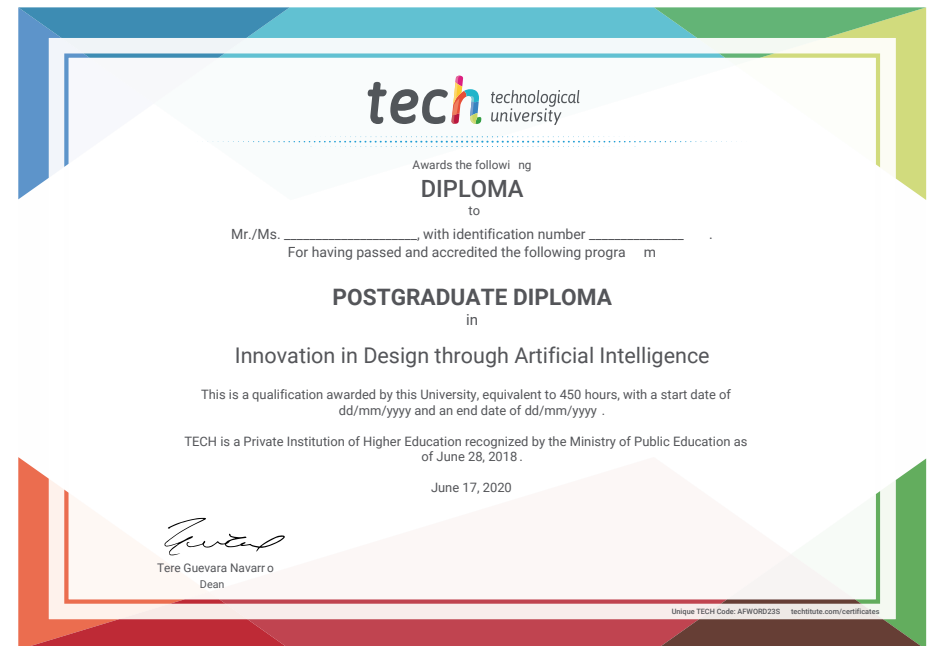 tech technological
university
Awards the followi ng
DIPLOMA
to
Mr./Ms. _____________________, with identification number _______________ .
For having passed and accredited the following progra m
POSTGRADUATE DIPLOMA
in
Innovation in Design through Artificial Intelligence
This is a qualification awarded by this University, equivalent to 450 hours, with a start date of
dd/mm/yyyy and an end date of dd/mm/yyyy .
TECH is a Private Institution of Higher Education recognized by the Ministry of Public Education as
of June 28, 2018 .
June 17, 2020
Tere Guevara Navarr o
Dean
Unique TECH Code: AFWORD23S techtitute.com/certificates